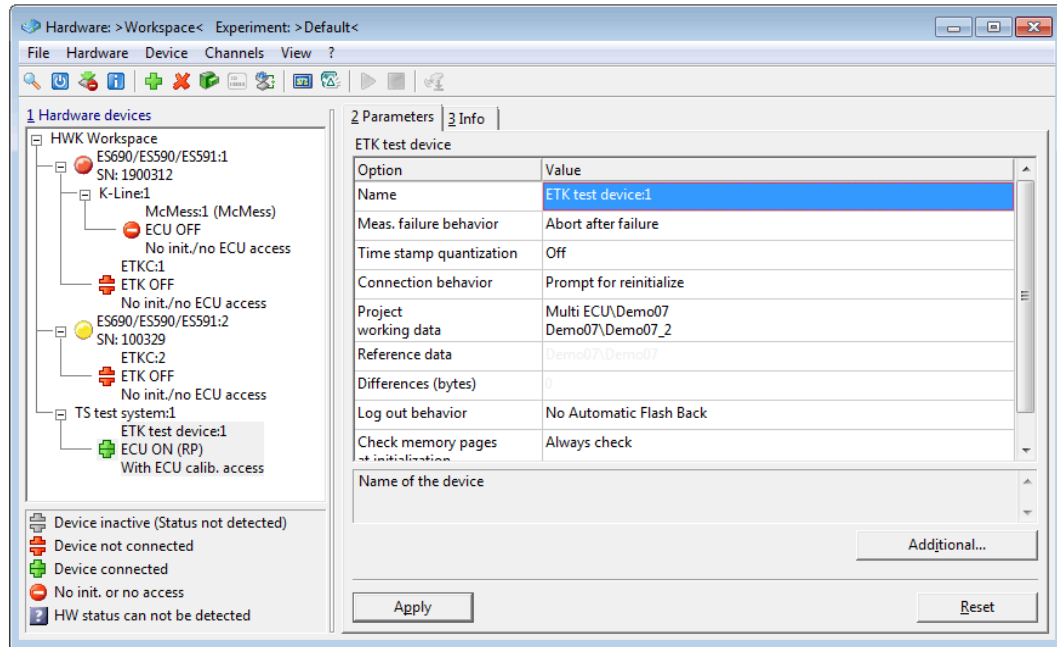 Hardware: >Workspace<  Experiment: >Default<
File Hardware Device Channels View ?
1 Hardware devices
HWK Workspace
ES690/ES590/ES591:1
SN: 1900312
K-Line:1
McMess:1 (McMess)
ECU OFF
No init./no ECU access
ETKC:1
ETK OFF
No init./no ECU access
ES690/ES590/ES591:2
SN: 100329
ETKC:2
ETK OFF
No init./no ECU access
TS test system:1
ETK test device:1
ECU ON (RP)
With ECU calib. access
Device inactive (Status not detected)
Device not connected
Device connected
No init. or no access
? HW status can not be detected
2 Parameters 3 Info
ETK test device
Option Value
Name ETK test device:1
Meas. failure behavior Abort after failure
Time stamp quantization Off
Connection behavior Prompt for reinitialize
Project Multi ECU\Demo07
working data Demo07\Demo07_2
Reference data Demo07\Demo07
Differences (bytes) 0
Log out behavior No Automatic Flash Back
Check memory pages Always check
at initialization
Name of the device
Additional...
Apply Reset